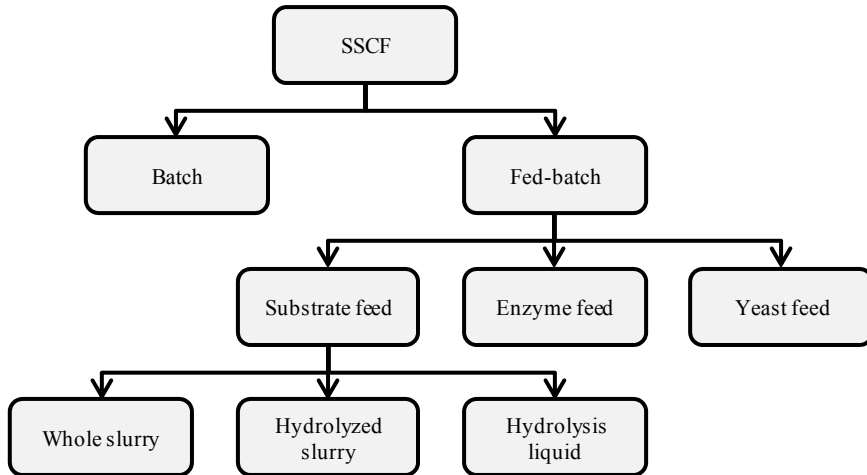 SSCF
Batch
Fed-batch
Substrate feed
Enzyme feed
Yeast feed
Whole slurry
Hydrolyzed
slurry
Hydrolysis
liquid